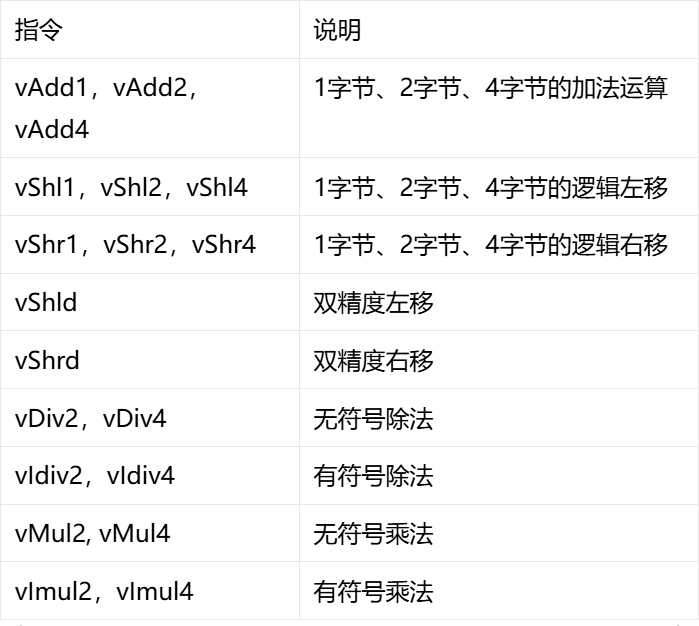 指令 说明
vAdd1，vAdd2， 1字节、2字节、4字节的加法运算
vAdd4
vShl1，vShl2，vShl4 1字节、2字节、4字节的逻辑左移
vShr1，vShr2，vShr4 1字节、2字节、4字节的逻辑右移
vShld 双精度左移
vShrd 双精度右移
vDiv2，vDiv4 无符号除法
vIdiv2，vIdiv4 有符号除法
vMul2, vMul4 无符号乘法
vImul2，vImul4 有符号乘法